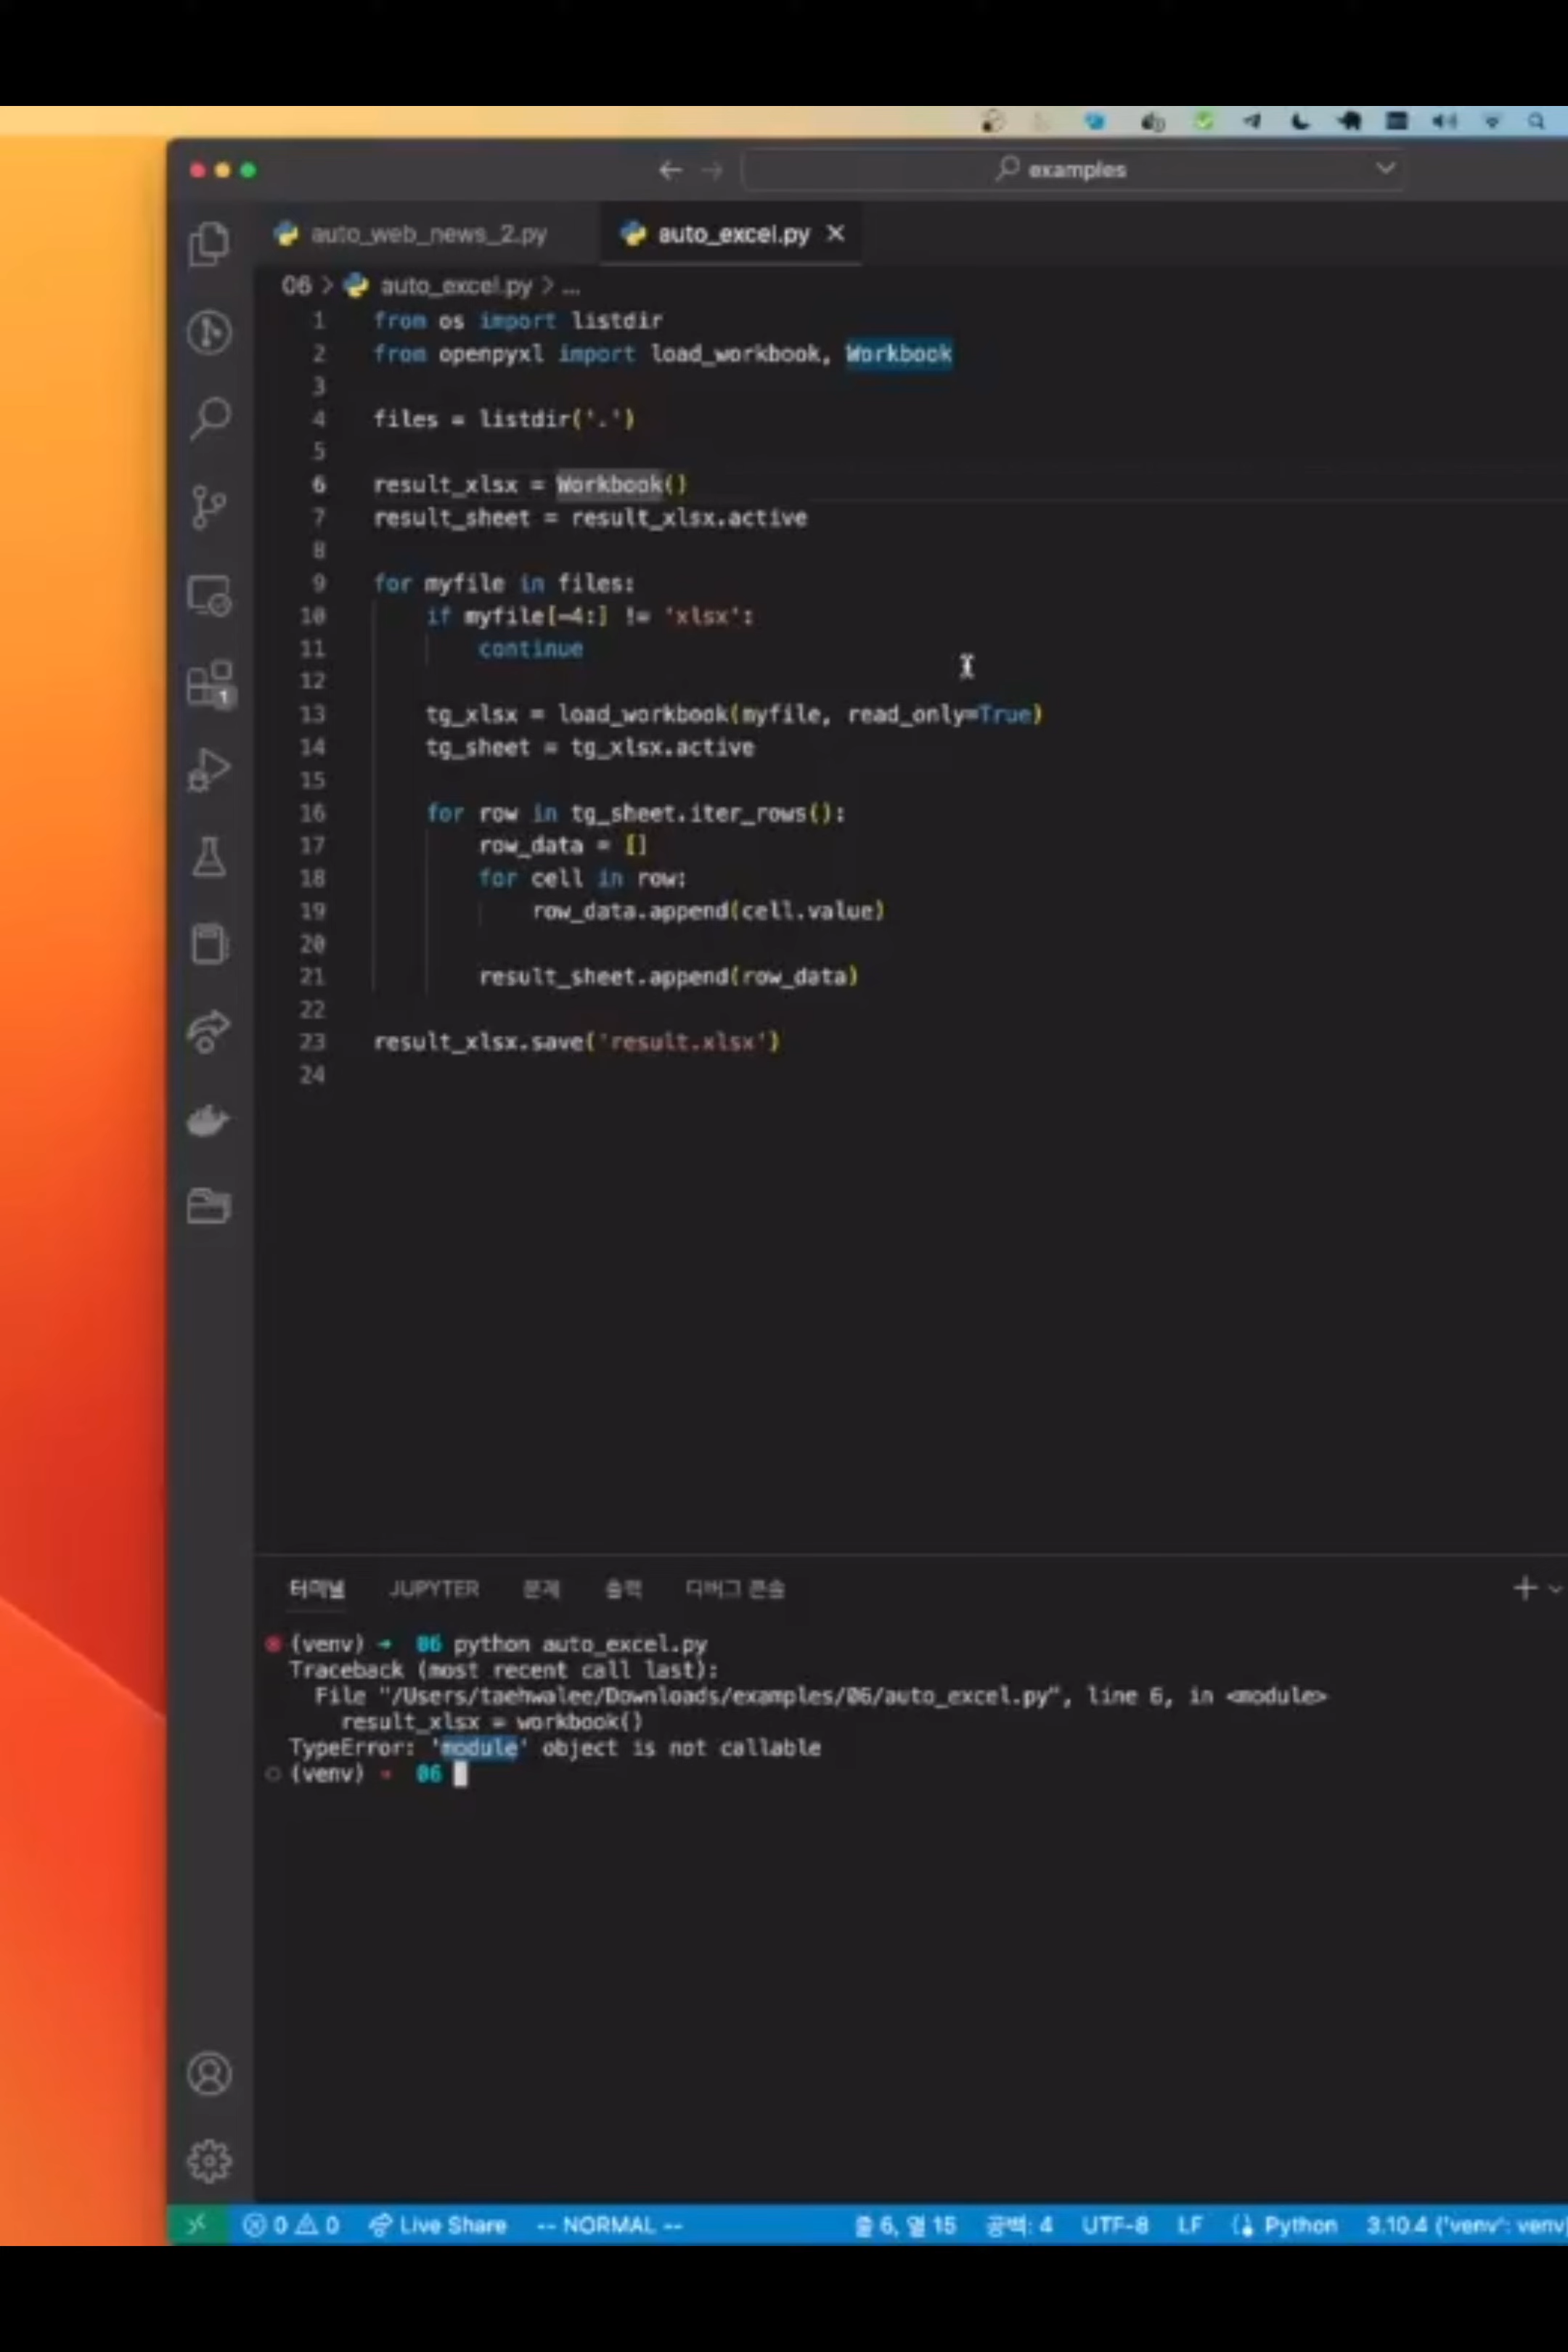 examples
auto_web_news_2.py
auto_excel.py
06 > auto_excel.py > ...
1 from os import listdir
2 from openpyxl import load_workbook, Workbook
3
4 files = listdir('.')
5
6 result_xlsx = Workbook()
7 result_sheet = result_xlsx.active
8
9 for myfile in files:
10 if myfile[-4:] != 'xlsx':
11 continue
12
13 tg_xlsx = load_workbook(myfile, read_only=True)
14 tg_sheet = tg_xlsx.active
15
16 for row in tg_sheet.iter_rows():
17 row_data = []
18 for cell in row:
19 row_data.append(cell.value)
20
21 result_sheet.append(row_data)
22
23 result_xlsx.save('result.xlsx')
24
1
터미널 JUPYTER 문제 출력 디버그 콘솔
(venv) → 06 python auto_excel.py
Traceback (most recent call last):
File "/Users/taehwalee/Downloads/examples/06/auto_excel.py", line 6, in <module>
result_xlsx = workbook()
TypeError: 'module' object is not callable
(venv) → 06
0 0 Live Share -- NORMAL -- 줄 6, 열 15 공백: 4 UTF-8 LF Python 3.10.4 ('venv': venv)